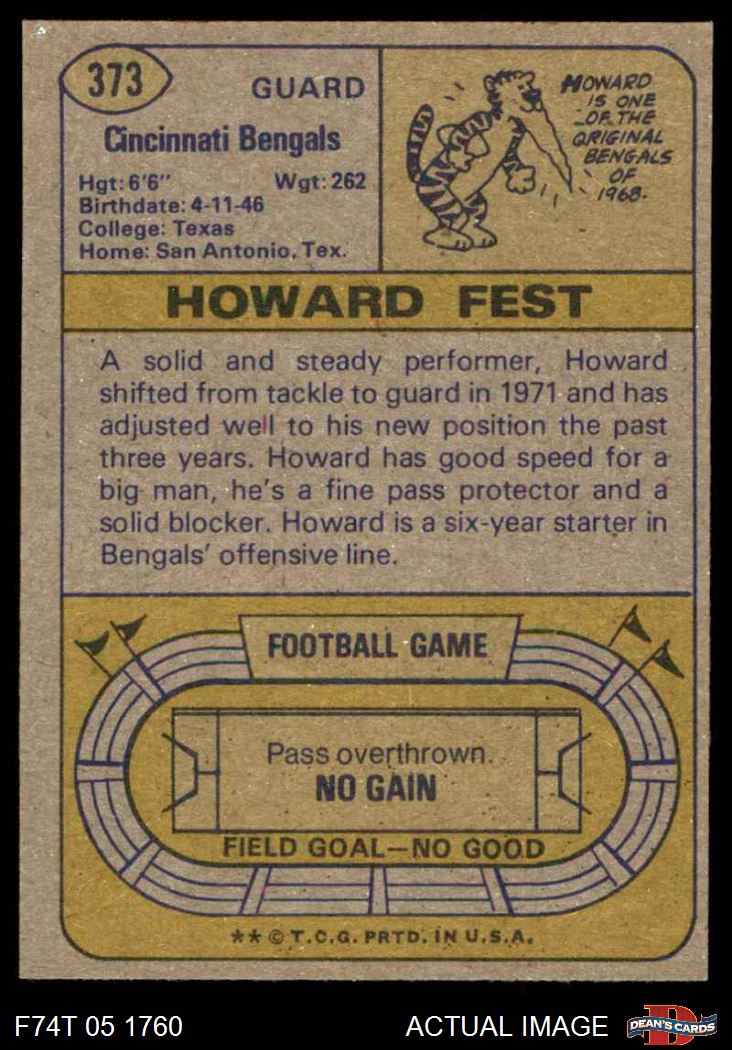 373
GUARD
Cincinnati Bengals
Hgt: 6'6" Wgt: 262
Birthdate: 4-11-46
College: Texas
Home: San Antonio, Tex.
HOWARD
IS ONE
OF THE
ORIGINAL
BENGALS
OF
1968.
HOWARD FEST
A solid and steady performer, Howard
shifted from tackle to guard in 1971 and has
adjusted well to his new position the past
three years. Howard has good speed for a
big man, he's a fine pass protector and a
solid blocker. Howard is a six-year starter in
Bengals' offensive line.
FOOTBALL GAME
Pass overthrown.
NO GAIN
FIELD GOAL—NO GOOD
** © T.C.G. PRTD. IN U.S.A.
F74T 05 1760 ACTUAL IMAGE
D
DEAN'S CARDS